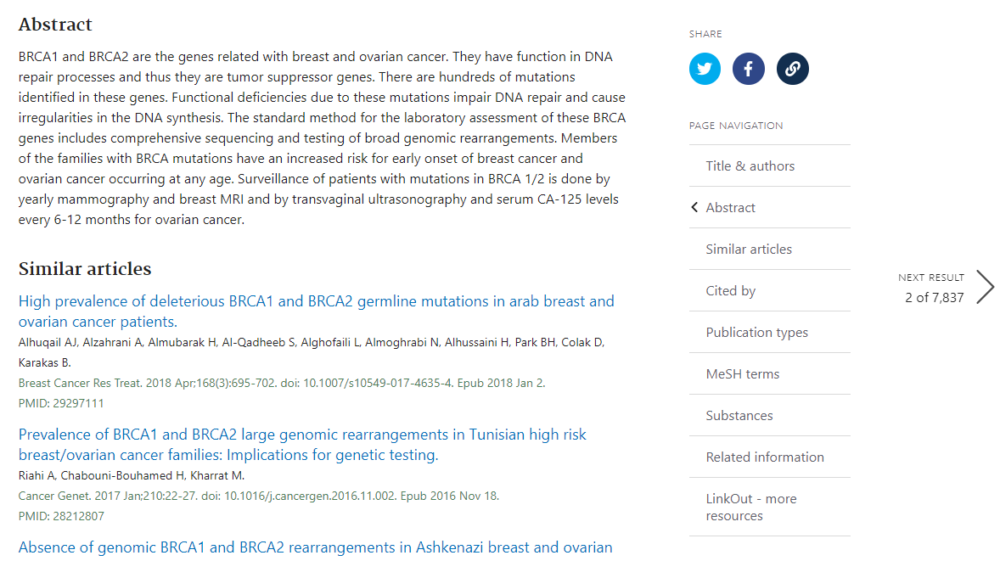 Abstract
BRCA1 and BRCA2 are the genes related with breast and ovarian cancer. They have function in DNA
repair processes and thus they are tumor suppressor genes. There are hundreds of mutations
identified in these genes. Functional deficiencies due to these mutations impair DNA repair and cause
irregularities in the DNA synthesis. The standard method for the laboratory assessment of these BRCA
genes includes comprehensive sequencing and testing of broad genomic rearrangements. Members
of the families with BRCA mutations have an increased risk for early onset of breast cancer and
ovarian cancer occurring at any age. Surveillance of patients with mutations in BRCA 1/2 is done by
yearly mammography and breast MRI and by transvaginal ultrasonography and serum CA-125 levels
every 6-12 months for ovarian cancer.
Similar articles
High prevalence of deleterious BRCA1 and BRCA2 germline mutations in arab breast and
ovarian cancer patients.
Alhuqail AJ, Alzahrani A, Almubarak H, Al-Qadheeb S, Alghofaili L, Almoghrabi N, Alhussaini H, Park BH, Colak D,
Karakas B.
Breast Cancer Res Treat. 2018 Apr;168(3):695-702. doi: 10.1007/s10549-017-4635-4. Epub 2018 Jan 2.
PMID: 29297111
Prevalence of BRCA1 and BRCA2 large genomic rearrangements in Tunisian high risk
breast/ovarian cancer families: Implications for genetic testing.
Riahi A, Chabouni-Bouhamed H, Kharrat M.
Cancer Genet. 2017 Jan;210:22-27. doi: 10.1016/j.cancergen.2016.11.002. Epub 2016 Nov 18.
PMID: 28212807
Absence of genomic BRCA1 and BRCA2 rearrangements in Ashkenazi breast and ovarian
SHARE
PAGE NAVIGATION
Title & authors
Abstract
Similar articles
Cited by
Publication types
MeSH terms
Substances
Related information
LinkOut - more
resources
NEXT RESULT
2 of 7,837